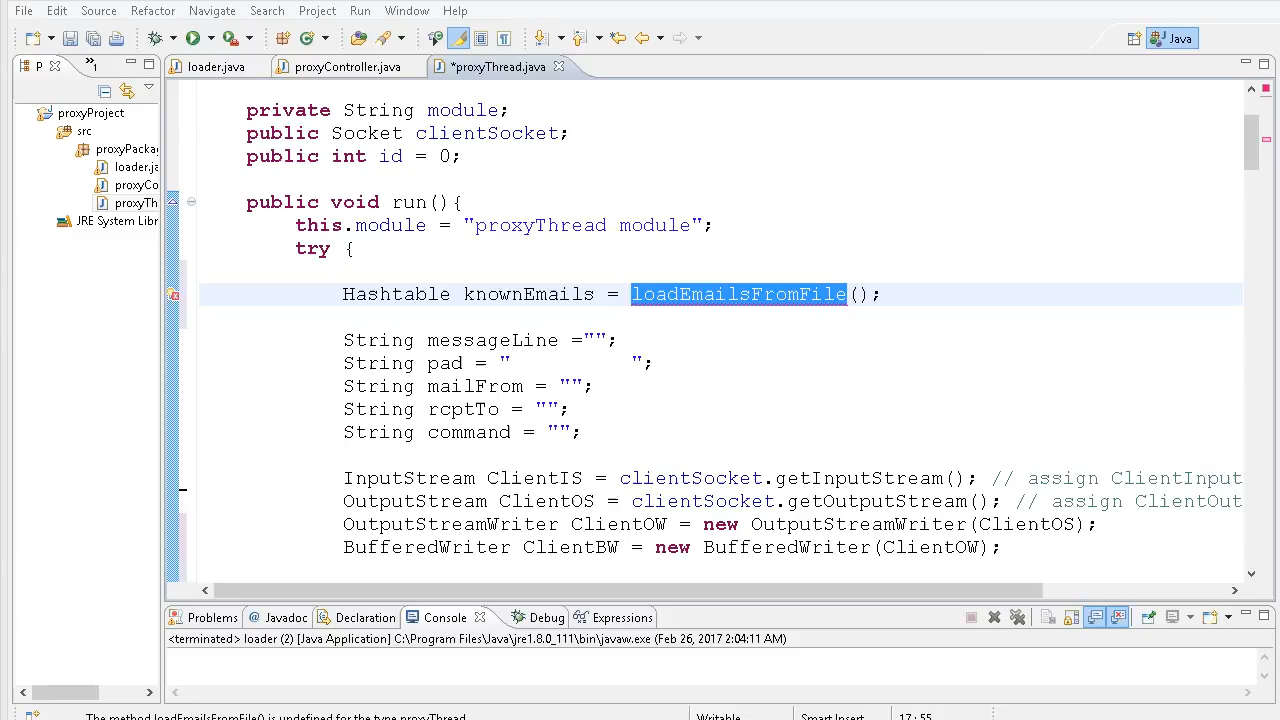 File Edit Source Refactor Navigate Search Project Run Window Help
Java
P 1
loader.java proxyController.java *proxyThread.java
proxyProject
src
proxyPacka
loader.ja
proxyCo
proxyTh
JRE System Libr
private String module;
public Socket clientSocket;
public int id = 0;
public void run(){
this.module = "proxyThread module";
try {
Hashtable knownEmails = loadEmailsFromFile();
String messageLine ="";
String pad = "          ";
String mailFrom = "";
String rcptTo = "";
String command = "";
InputStream ClientIS = clientSocket.getInputStream(); // assign ClientInput
OutputStream ClientOS = clientSocket.getOutputStream(); // assign ClientOut
OutputStreamWriter ClientOW = new OutputStreamWriter(ClientOS);
BufferedWriter ClientBW = new BufferedWriter(ClientOW);
Problems @ Javadoc Declaration Console Debug Expressions
<terminated> loader (2) [Java Application] C:\Program Files\Java\jre1.8.0_111\bin\javaw.exe (Feb 26, 2017 2:04:11 AM)
The method loadEmailsFromFile() is undefined for the type proxyThread Writable Smart Insert 17 : 55